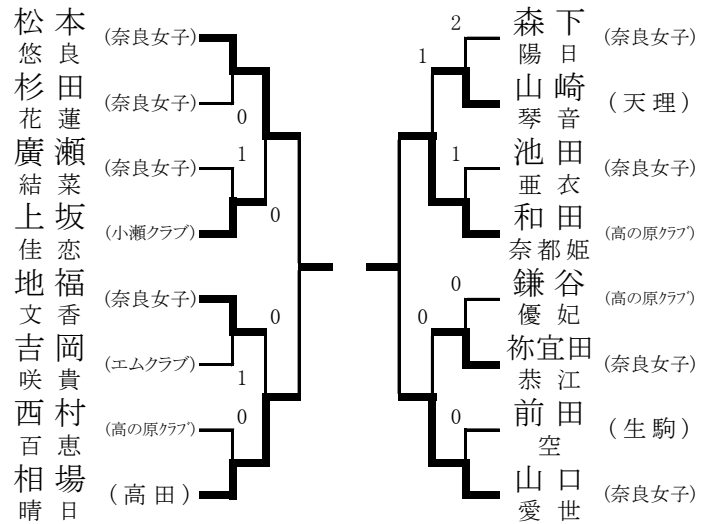 松本 悠良 (奈良女子)
杉田 花蓮 (奈良女子)
0
廣瀬 結菜 (奈良女子) 1
上坂 佳恋 (小瀬クラブ)
0
地福 文香 (奈良女子)
0
吉岡 咲貴 (エムクラブ)
1
西村 百恵 (高の原クラブ) 0
相場 晴日 (高田)
2 森下 陽日 (奈良女子)
1
山崎 琴音 (天理)
1 池田 亜衣 (奈良女子)
和田 奈都姫 (高の原クラブ)
0 鎌谷 優妃 (高の原クラブ)
0
祢宜田 恭江 (奈良女子)
0 前田 空 (生駒)
山口 愛世 (奈良女子)